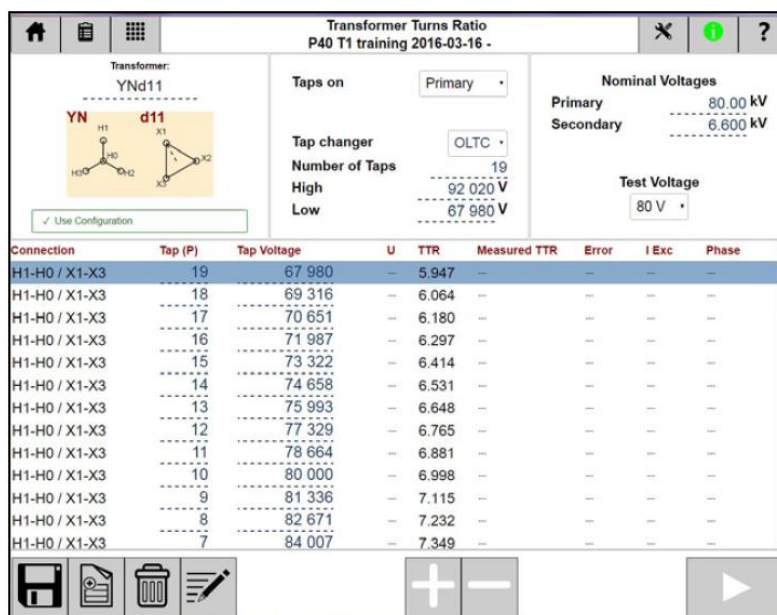 Transformer Turns Ratio
P40 T1 training 2016-03-16 -
i
?
Transformer:
YNd11
YN d11
H1
H0
H3
H2
X1
X2
X3
✓ Use Configuration
Taps on Primary
Tap changer OLTC
Number of Taps 19
High 92 020 V
Low 67 980 V
Nominal Voltages
Primary 80.00 kV
Secondary 6.600 kV
Test Voltage
80 V
Connection Tap (P) Tap Voltage U TTR Measured TTR Error I Exc Phase
H1-H0 / X1-X3 19 67 980 -- 5.947 -- -- -- --
H1-H0 / X1-X3 18 69 316 -- 6.064 -- -- -- --
H1-H0 / X1-X3 17 70 651 -- 6.180 -- -- -- --
H1-H0 / X1-X3 16 71 987 -- 6.297 -- -- -- --
H1-H0 / X1-X3 15 73 322 -- 6.414 -- -- -- --
H1-H0 / X1-X3 14 74 658 -- 6.531 -- -- -- --
H1-H0 / X1-X3 13 75 993 -- 6.648 -- -- -- --
H1-H0 / X1-X3 12 77 329 -- 6.765 -- -- -- --
H1-H0 / X1-X3 11 78 664 -- 6.881 -- -- -- --
H1-H0 / X1-X3 10 80 000 -- 6.998 -- -- -- --
H1-H0 / X1-X3 9 81 336 -- 7.115 -- -- -- --
H1-H0 / X1-X3 8 82 671 -- 7.232 -- -- -- --
H1-H0 / X1-X3 7 84 007 -- 7.349 -- -- -- --